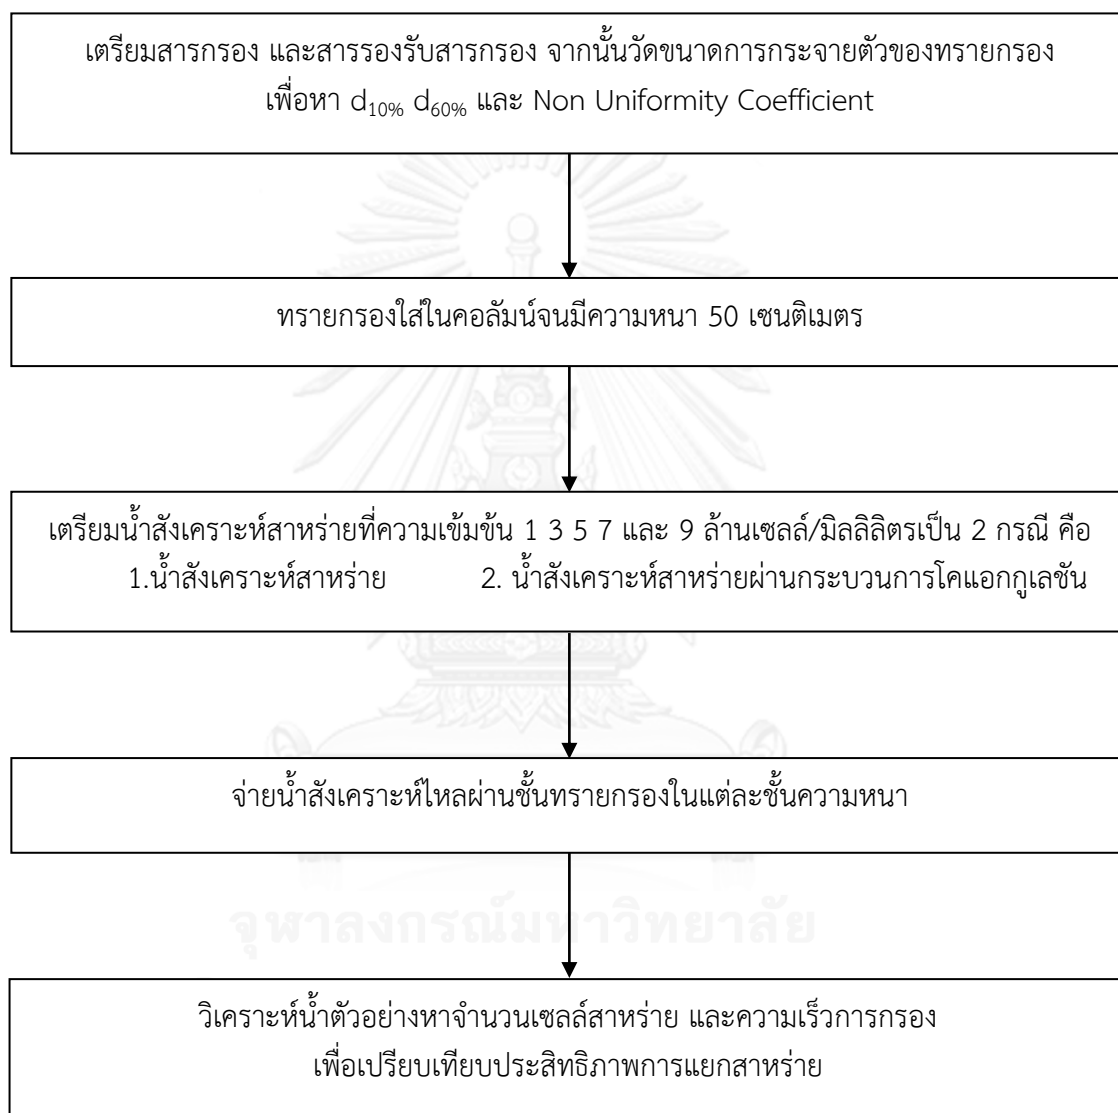 เตรียมสารกรอง และสารรองรับสารกรอง จากนั้นวัดขนาดการกระจายตัวของทรายกรอง
เพื่อหา d10% d60% และ Non Uniformity Coefficient
ทรายกรองใส่ในคอลัมน์จนมีความหนา 50 เซนติเมตร
เตรียมน้ำสังเคราะห์สาหร่ายที่ความเข้มข้น 1 3 5 7 และ 9 ล้านเซลล์/มิลลิลิตรเป็น 2 กรณี คือ
1.น้ำสังเคราะห์สาหร่าย 2. น้ำสังเคราะห์สาหร่ายผ่านกระบวนการโคแอกกูเลชัน
จ่ายน้ำสังเคราะห์ไหลผ่านชั้นทรายกรองในแต่ละชั้นความหนา
จุฬาลงกรณ์มหาวิทยาลัย
วิเคราะห์น้ำตัวอย่างหาจำนวนเซลล์สาหร่าย และความเร็วการกรอง
เพื่อเปรียบเทียบประสิทธิภาพการแยกสาหร่าย